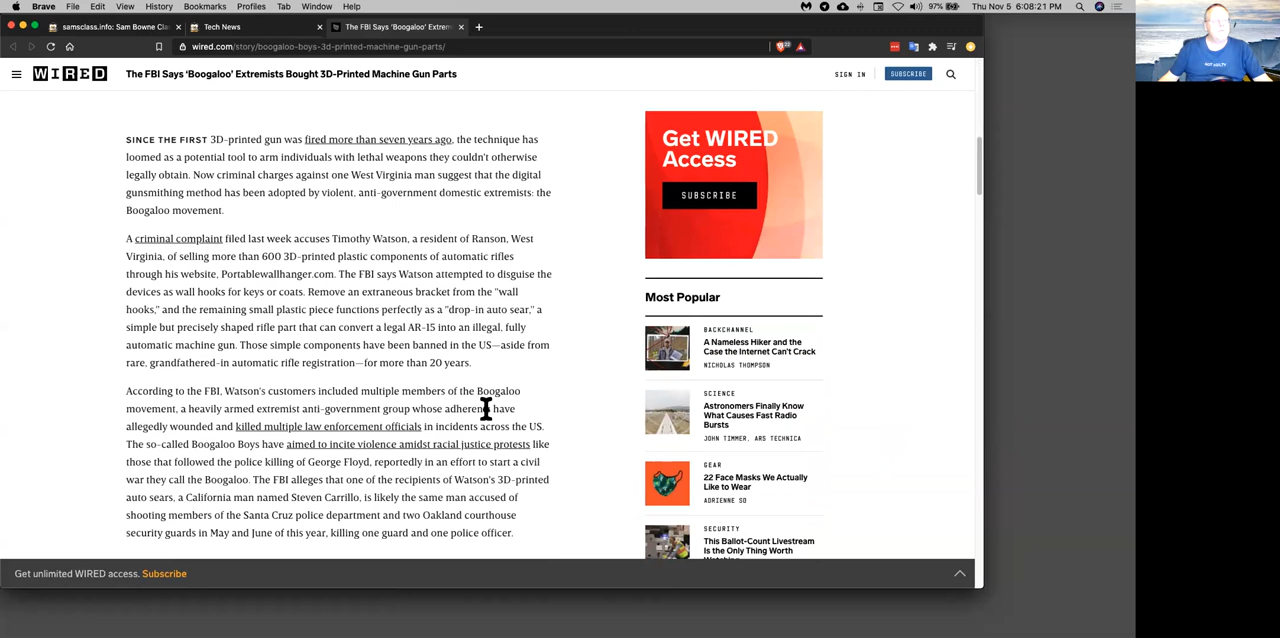 Brave File Edit View History Bookmarks Profiles Tab Window Help 97% Thu Nov 5 6:08:21 PM
samsclass.info: Sam Bowne Cla Tech News The FBI Says 'Boogaloo' Extrem
wired.com/story/boogaloo-boys-3d-printed-machine-gun-parts/
WIRED The FBI Says 'Boogaloo' Extremists Bought 3D-Printed Machine Gun Parts SIGN IN SUBSCRIBE
SINCE THE FIRST 3D-printed gun was fired more than seven years ago, the technique has
loomed as a potential tool to arm individuals with lethal weapons they couldn't otherwise
legally obtain. Now criminal charges against one West Virginia man suggest that the digital
gunsmithing method has been adopted by violent, anti-government domestic extremists: the
Boogaloo movement.
A criminal complaint filed last week accuses Timothy Watson, a resident of Ranson, West
Virginia, of selling more than 600 3D-printed plastic components of automatic rifles
through his website, Portablewallhanger.com. The FBI says Watson attempted to disguise the
devices as wall hooks for keys or coats. Remove an extraneous bracket from the "wall
hooks," and the remaining small plastic piece functions perfectly as a "drop-in auto sear," a
simple but precisely shaped rifle part that can convert a legal AR-15 into an illegal, fully
automatic machine gun. Those simple components have been banned in the US—aside from
rare, grandfathered-in automatic rifle registration—for more than 20 years.
According to the FBI, Watson's customers included multiple members of the Boogaloo
movement, a heavily armed extremist anti-government group whose adherents have
allegedly wounded and killed multiple law enforcement officials in incidents across the US.
The so-called Boogaloo Boys have aimed to incite violence amidst racial justice protests like
those that followed the police killing of George Floyd, reportedly in an effort to start a civil
war they call the Boogaloo. The FBI alleges that one of the recipients of Watson's 3D-printed
auto sears, a California man named Steven Carrillo, is likely the same man accused of
shooting members of the Santa Cruz police department and two Oakland courthouse
security guards in May and June of this year, killing one guard and one police officer.
Get WIRED
Access
SUBSCRIBE
Most Popular
BACKCHANNEL
A Nameless Hiker and the
Case the Internet Can't Crack
NICHOLAS THOMPSON
SCIENCE
Astronomers Finally Know
What Causes Fast Radio
Bursts
JOHN TIMMER, ARS TECHNICA
GEAR
22 Face Masks We Actually
Like to Wear
ADRIENNE SO
SECURITY
This Ballot-Count Livestream
Is the Only Thing Worth
Get unlimited WIRED access. Subscribe